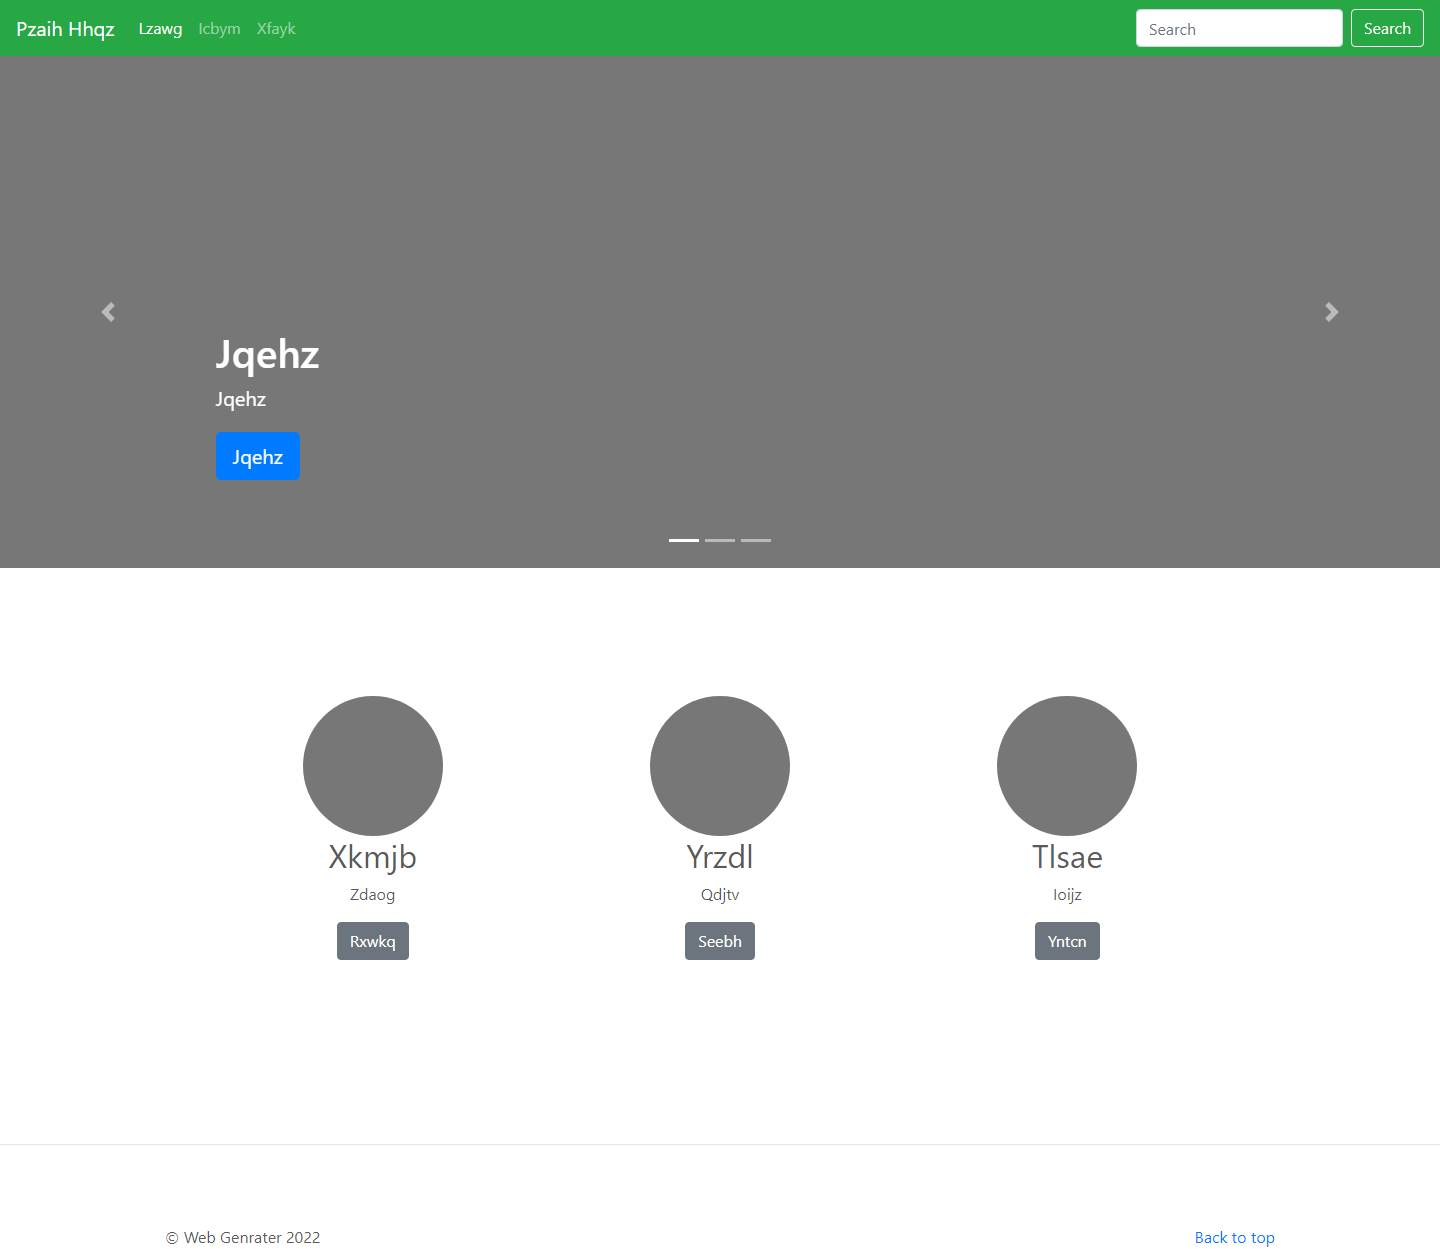 Pzaih Hhqz Lzawg Icbym Xfayk Search Search
Jqehz
Jqehz
Jqehz
Xkmjb Yrzdl Tlsae
Zdaog Qdjtv Ioijz
Rxwkq Seebh Yntcn
© Web Genrater 2022 Back to top